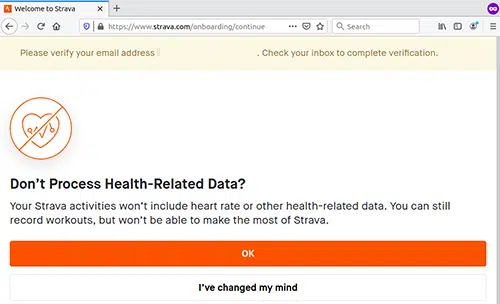 Welcome to Strava
https://www.strava.com/onboarding/continue
Search
Please verify your email address . Check your inbox to complete verification.
Don't Process Health-Related Data?
Your Strava activities won't include heart rate or other health-related data. You can still
record workouts, but won't be able to make the most of Strava.
OK
I've changed my mind